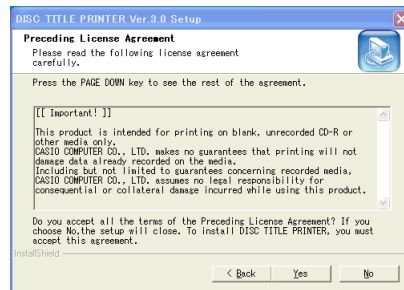 DISC TITLE PRINTER Ver.3.0 Setup
Preceding License Agreement
Please read the following license agreement
carefully.
Press the PAGE DOWN key to see the rest of the agreement.
[[ Important! ]]
This product is intended for printing on blank, unrecorded CD-R or
other media only.
CASIO COMPUTER CO., LTD. makes no guarantees that printing will not
damage data already recorded on the media.
Including but not limited to guarantees concerning recorded media,
CASIO COMPUTER CO., LTD. assumes no legal responsibility for
consequential or collateral damage incurred while using this product.
Do you accept all the terms of the Preceding License Agreement? If you
choose No,the setup will close. To install DISC TITLE PRINTER, you must
accept this agreement.
InstallShield
< Back
Yes
No